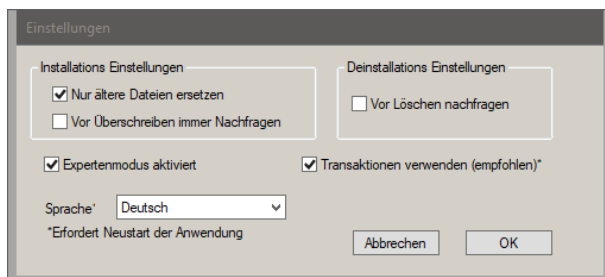 Einstellungen
Installations Einstellungen
Nur ältere Dateien ersetzen
Vor Überschreiben immer Nachfragen
Deinstallations Einstellungen
Vor Löschen nachfragen
Expertenmodus aktiviert
Transaktionen verwenden (empfohlen)*
Sprache* Deutsch
*Erfordert Neustart der Anwendung
Abbrechen
OK